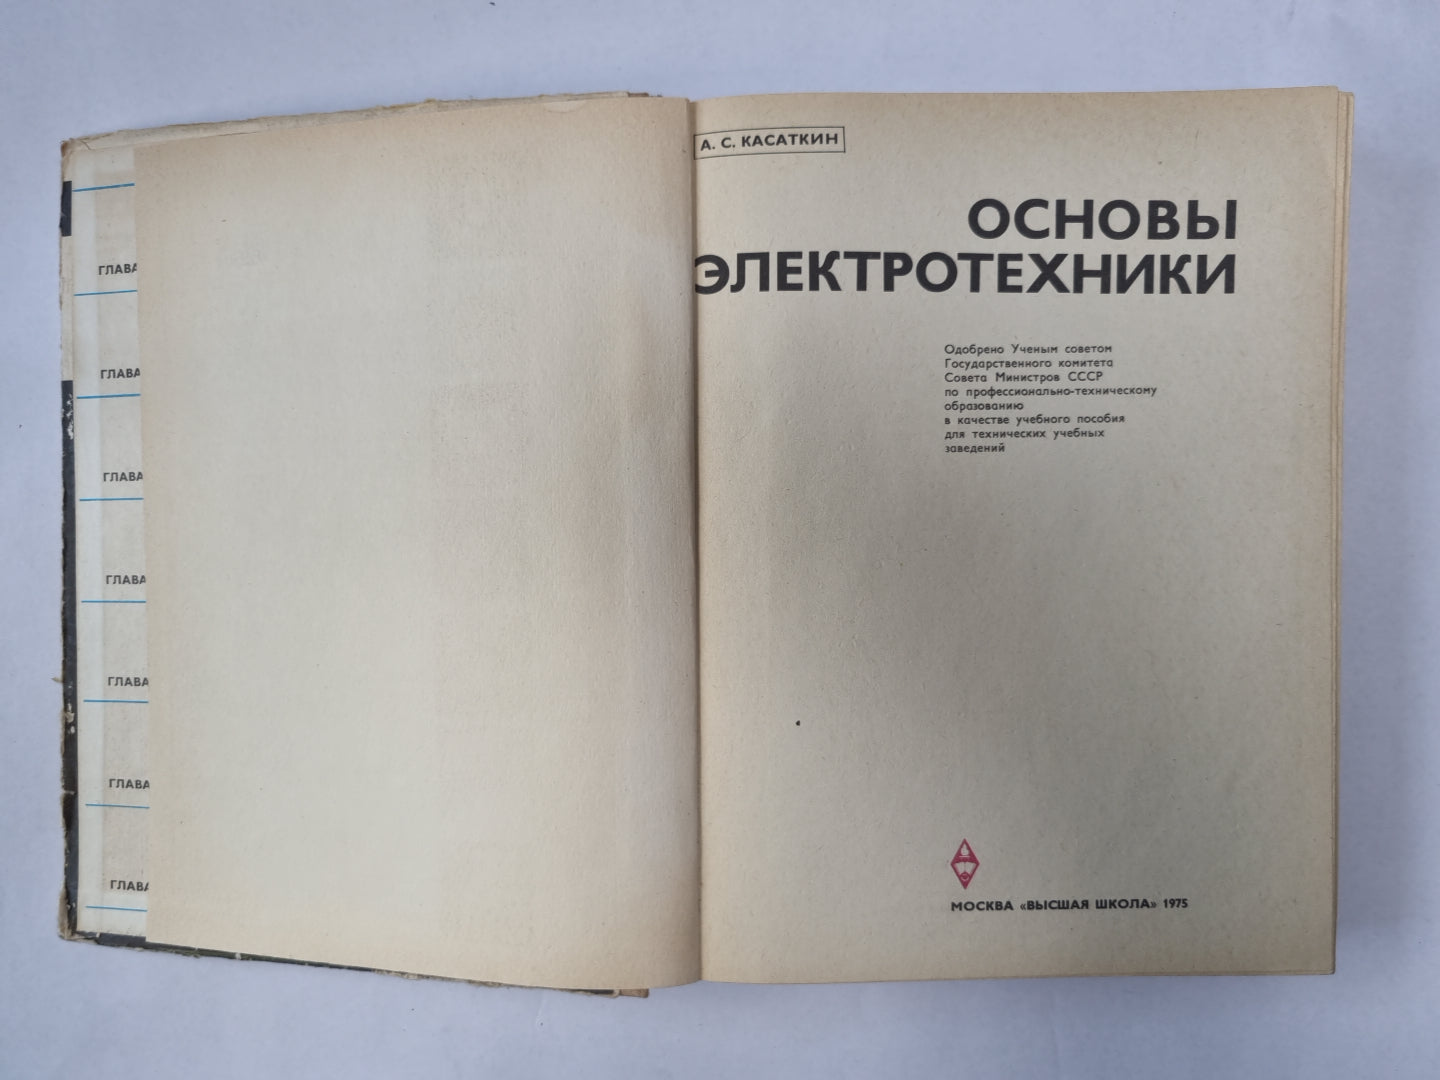 ГЛАВА
ГЛАВА
ГЛАВА
ГЛАВА
ГЛАВА
ГЛАВА
ГЛАВА
А. С. КАСАТКИН
ОСНОВЫ
ЭЛЕКТРОТЕХНИКИ
Одобрено Ученым советом
Государственного комитета
Совета Министров СССР
по профессионально-техническому
образованию
в качестве учебного пособия
для технических учебных
заведений
МОСКВА «ВЫСШАЯ ШКОЛА» 1975